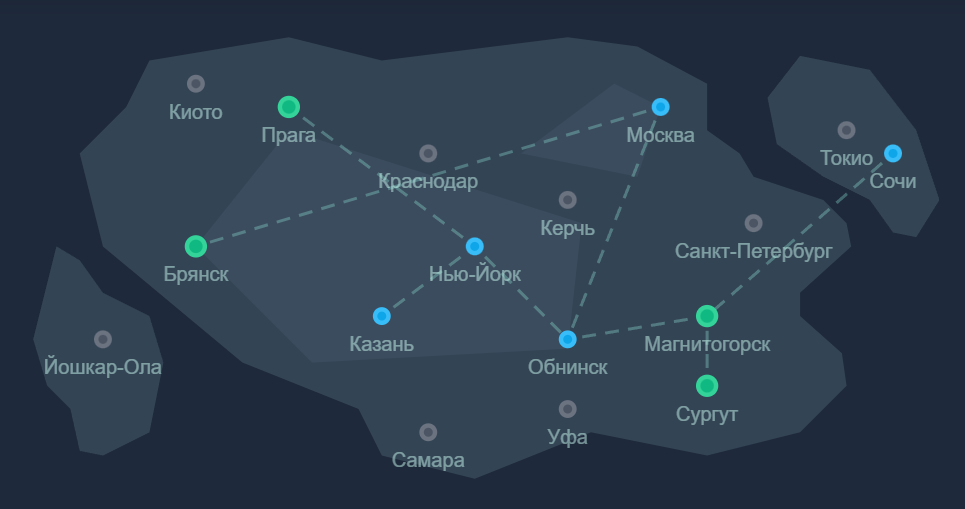 Киото
Прага
Москва
Токио
Краснодар
Сочи
Керчь
Санкт-Петербург
Брянск
Нью-Йорк
Казань
Магнитогорск
Йошкар-Ола
Обнинск
Сургут
Уфа
Самара